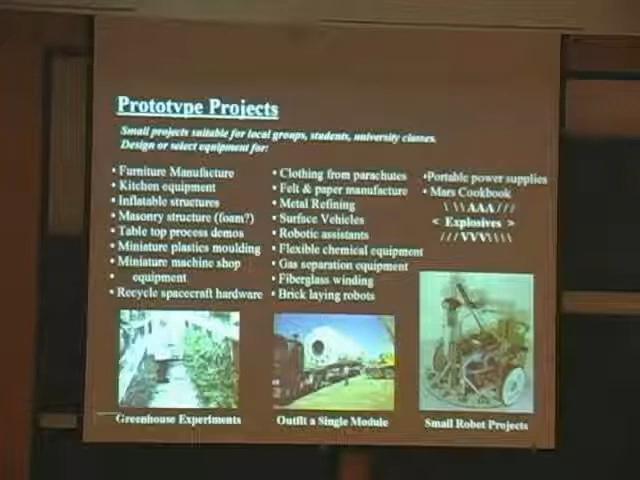 Prototype Projects
Small projects suitable for local groups, students, university classes.
Design or select equipment for:
• Furniture Manufacture
• Kitchen equipment
• Inflatable structures
• Masonry structure (foam?)
• Table top process demos
• Miniature plastics moulding
• Miniature machine shop
• equipment
• Recycle spacecraft hardware
• Clothing from parachutes
• Felt & paper manufacture
• Metal Refining
• Surface Vehicles
• Robotic assistants
• Flexible chemical equipment
• Gas separation equipment
• Fiberglass winding
• Brick laying robots
•Portable power supplies
• Mars Cookbook
\ \\AAA///
< Explosives >
///VVV\\\\
Greenhouse Experiments
Outfit a Single Module
Small Robot Projects